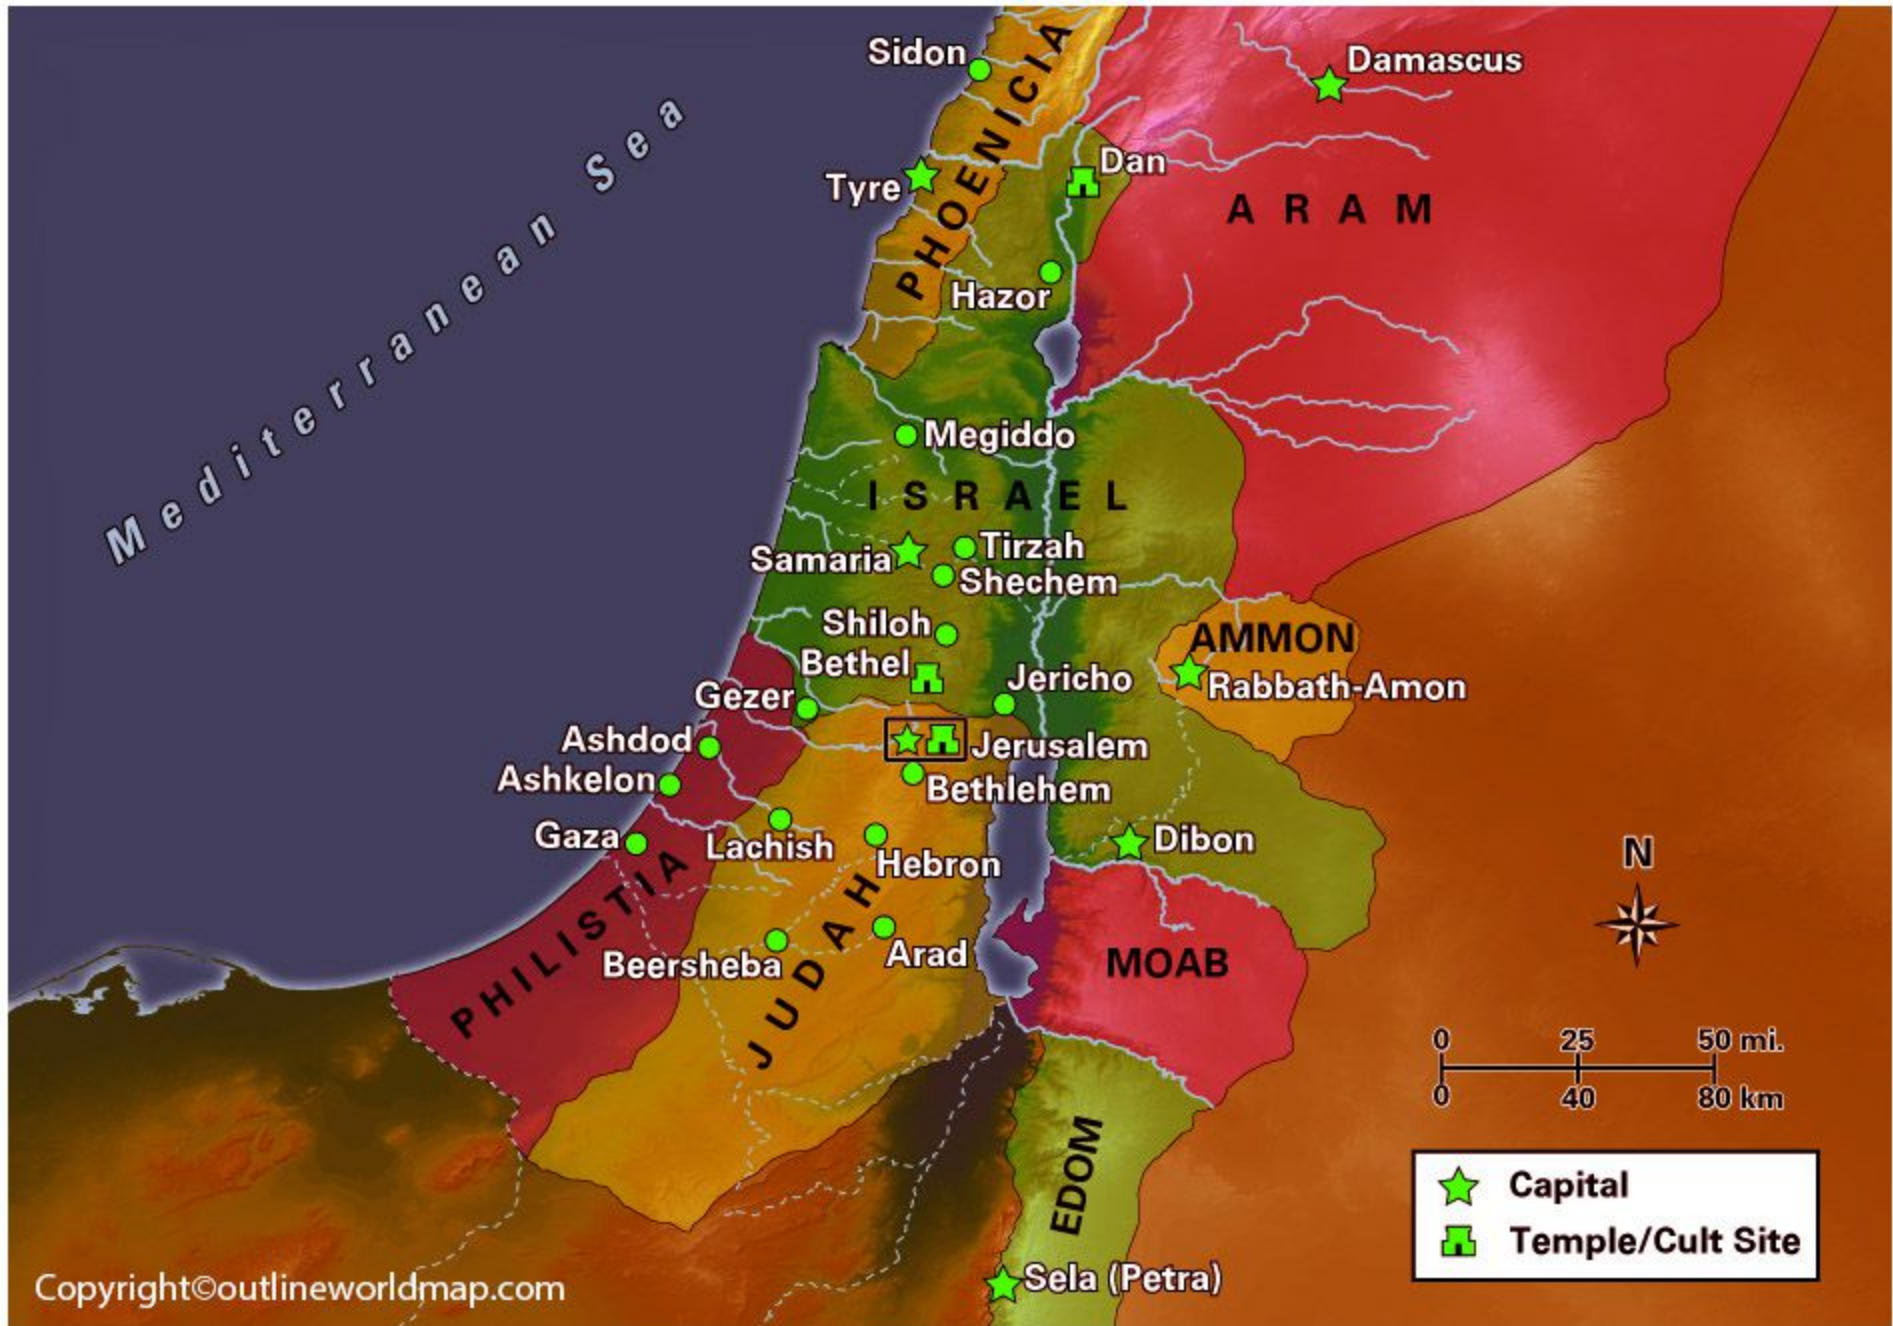 Sidon
Damascus
PHOENICIA
Mediterranean Sea
Dan
Tyre
ARAM
Hazor
Megiddo
ISRAEL
Samaria
Tirzah
Shechem
Shiloh
AMMON
Bethel
Jericho
Rabbath-Amon
Gezer
Ashdod
Jerusalem
Ashkelon
Bethlehem
Gaza
Lachish
Dibon
Hebron
PHILISTIA
JUDAH
N
Beersheba
Arad
MOAB
0 25 50 mi.
0 40 80 km
EDOM
Capital
Temple/Cult Site
Sela (Petra)
Copyright©outlineworldmap.com